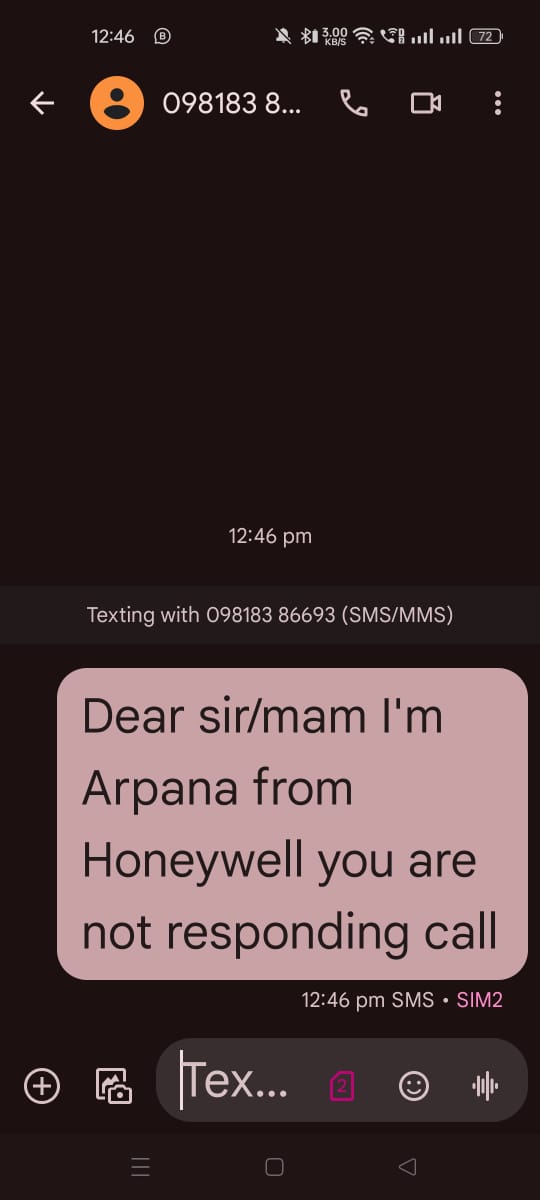 12:46
3.00
KB/S
72
098183 8...
12:46 pm
Texting with 098183 86693 (SMS/MMS)
Dear sir/mam I'm
Arpana from
Honeywell you are
not responding call
12:46 pm SMS • SIM2
Tex...
2